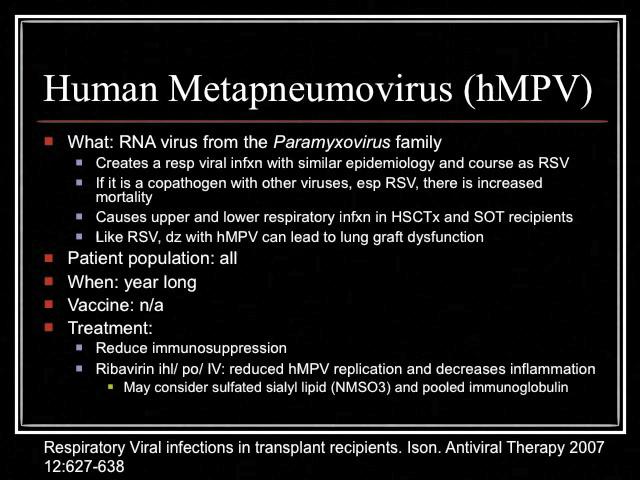 Human Metapneumovirus (hMPV)
What: RNA virus from the Paramyxovirus family
Creates a resp viral infxn with similar epidemiology and course as RSV
If it is a copathogen with other viruses, esp RSV, there is increased
mortality
Causes upper and lower respiratory infxn in HSCTx and SOT recipients
Like RSV, dz with hMPV can lead to lung graft dysfunction
Patient population: all
When: year long
Vaccine: n/a
Treatment:
Reduce immunosuppression
Ribavirin ihl/ po/ IV: reduced hMPV replication and decreases inflammation
May consider sulfated sialyl lipid (NMSO3) and pooled immunoglobulin
Respiratory Viral infections in transplant recipients. Ison. Antiviral Therapy 2007
12:627-638